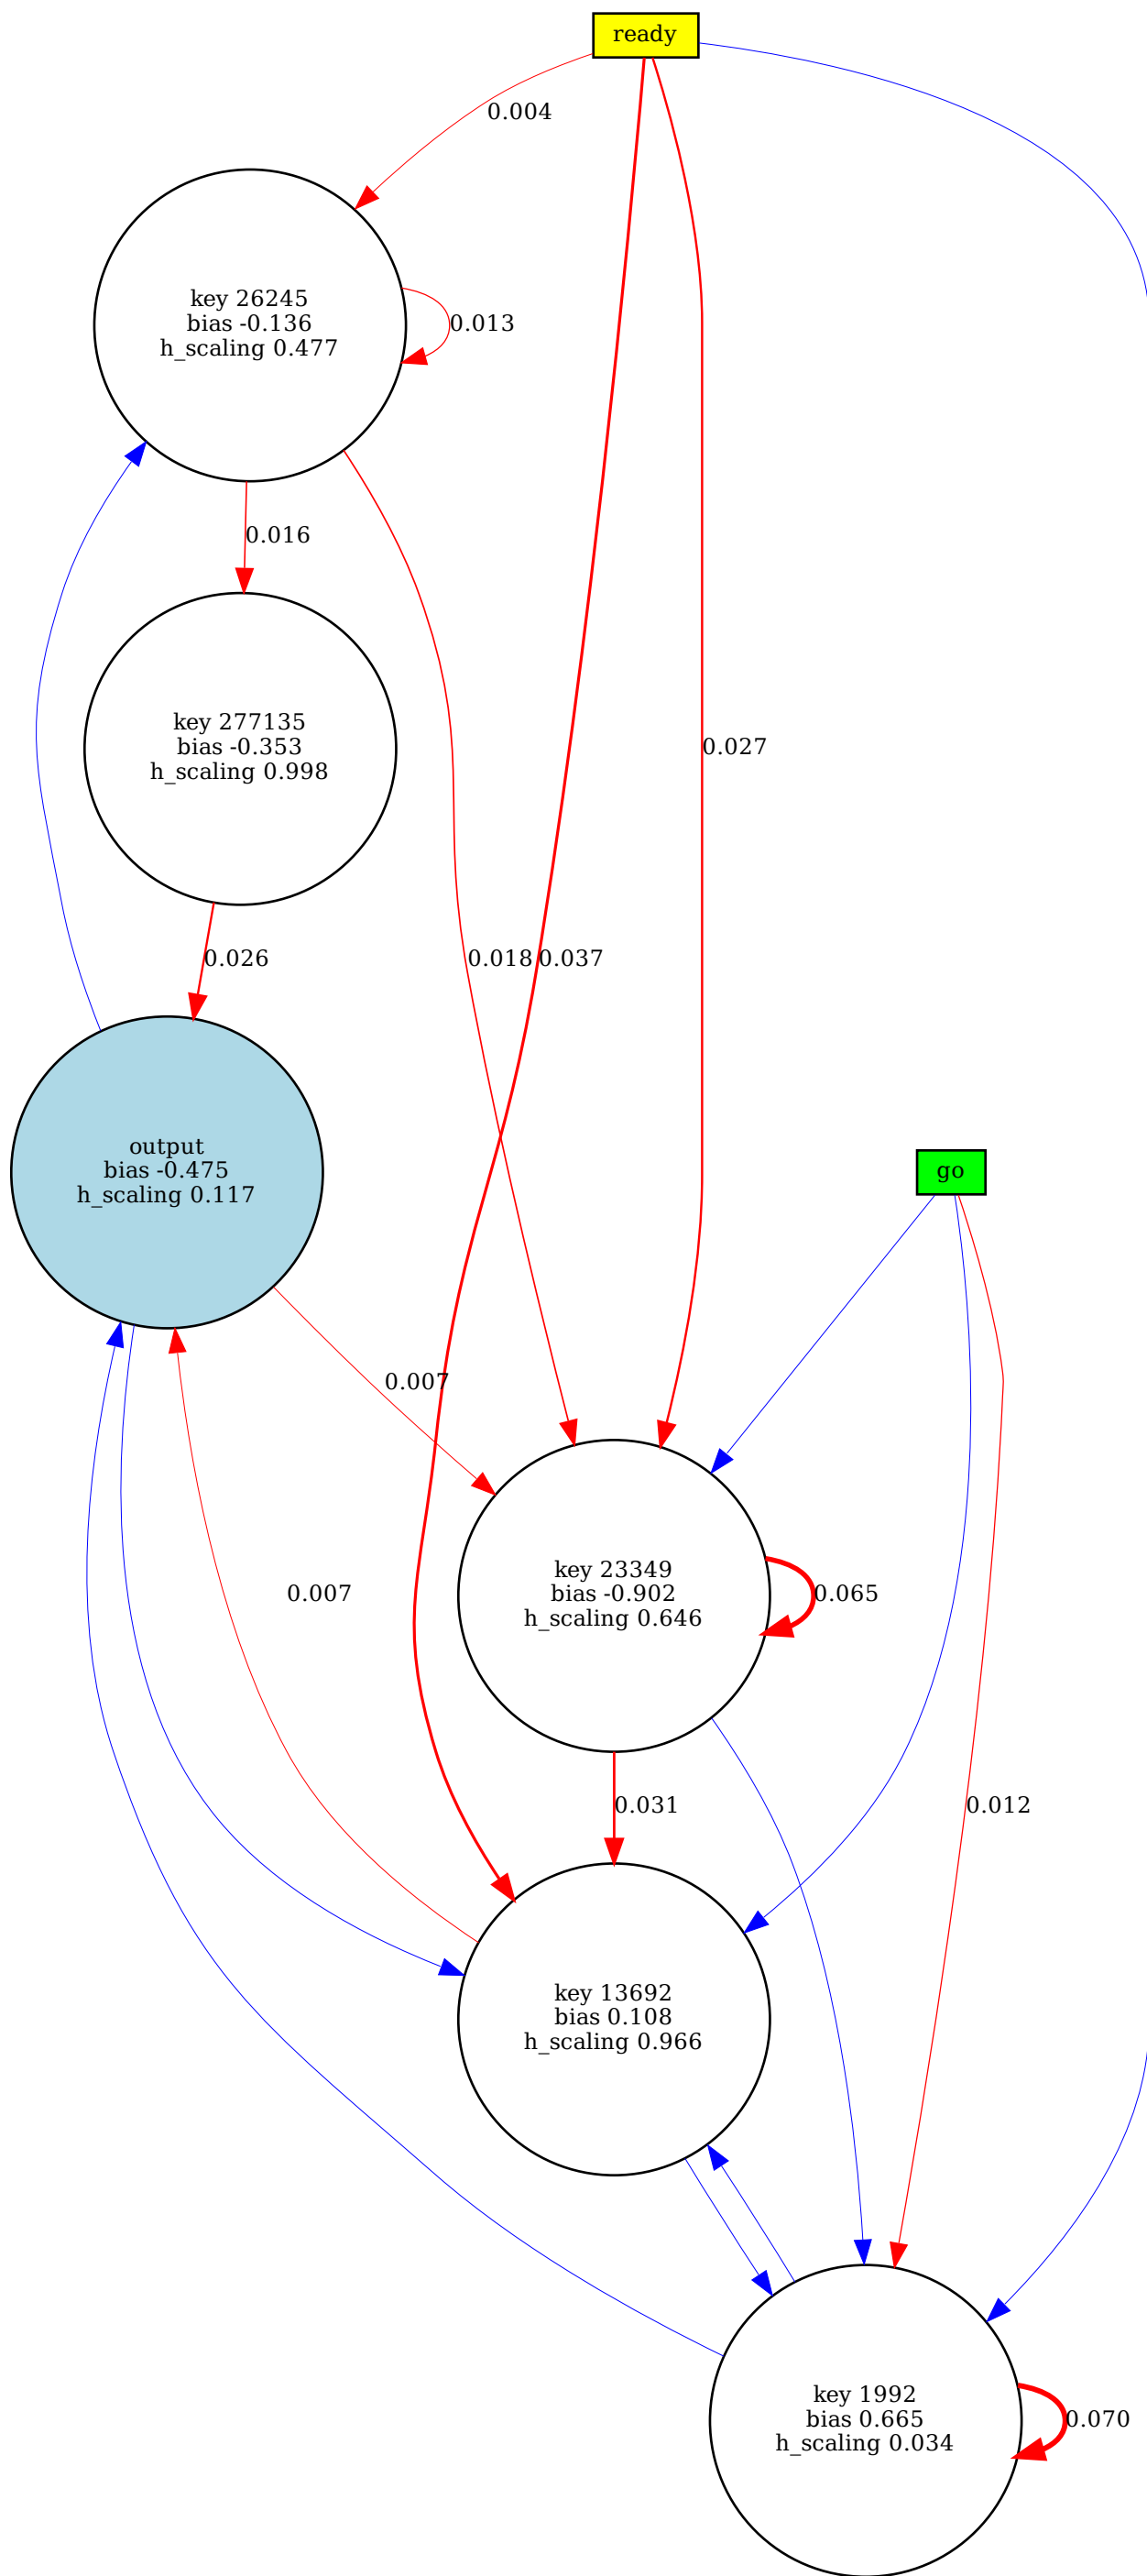 ready
0.004
key 26245
bias -0.136
h_scaling 0.477
0.013
0.016
key 277135
bias -0.353
h_scaling 0.998
0.027
0.026
0.018
0.037
output
bias -0.475
h_scaling 0.117
go
0.007
key 23349
bias -0.902
h_scaling 0.646
0.065
0.007
0.031
0.012
key 13692
bias 0.108
h_scaling 0.966
key 1992
bias 0.665
h_scaling 0.034
0.070